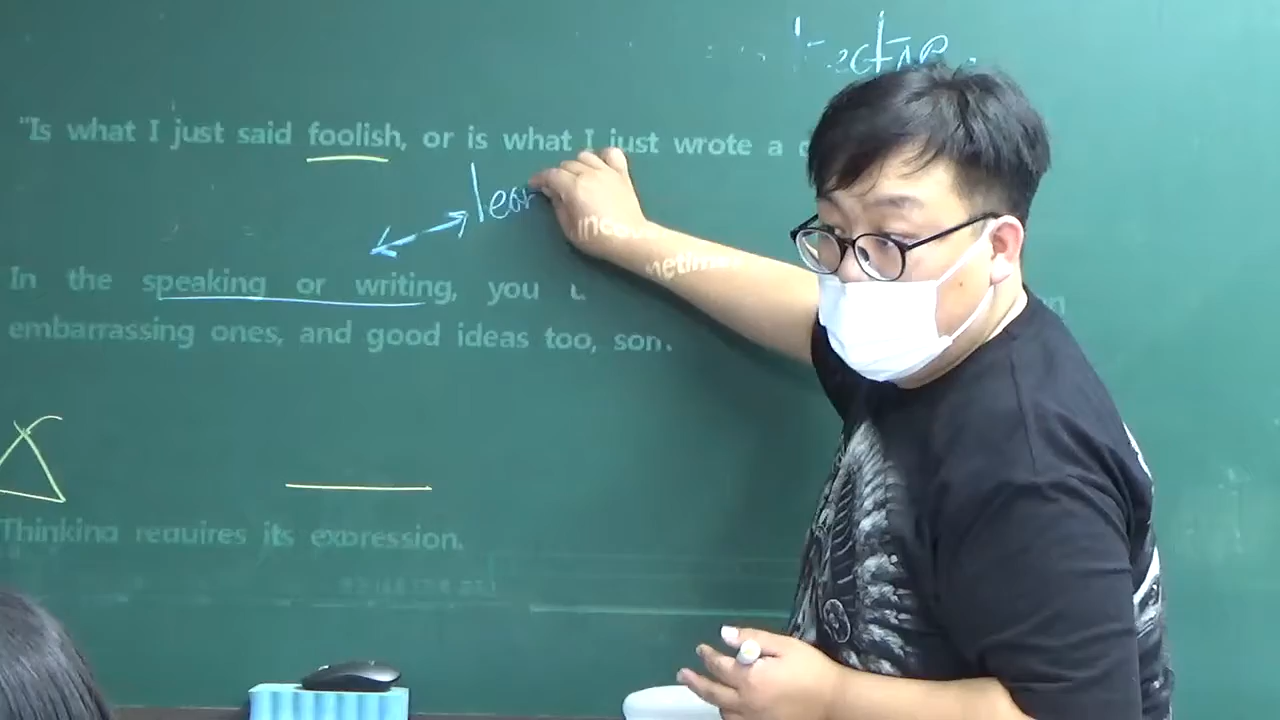 "Is what I just said foolish, or is what I just wrote a
lear
In the speaking or writing, you
embarrassing ones, and good ideas too, son.
Thinking requires its expression.